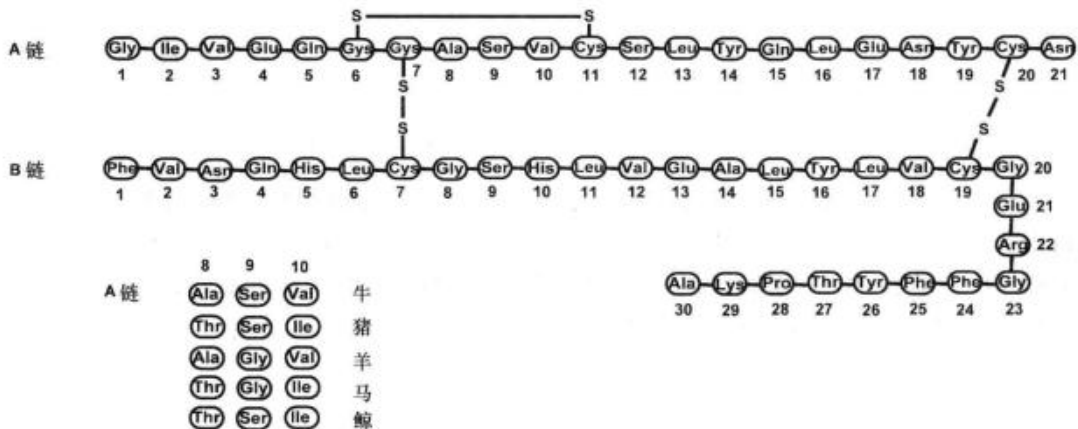 S S
A 链 Gly Ile Val Glu Gln Gys Gys Ala Ser Val Cys Ser Leu Tyr Gln Leu Glu Asn Tyr Cys Asn
1 2 3 4 5 6 7 8 9 10 11 12 13 14 15 16 17 18 19 20 21
S S
S S
B 链 Phe Val Asn Gln His Leu Cys Gly Ser His Leu Val Glu Ala Leu Tyr Leu Val Cys Gly 20
1 2 3 4 5 6 7 8 9 10 11 12 13 14 15 16 17 18 19
Glu 21
Arg 22
8 9 10
A 链 Ala Ser Val 牛
Ala Lys Pro Thr Tyr Phe Phe Gly
30 29 28 27 26 25 24 23
Thr Ser Ile 猪
Ala Gly Val 羊
Thr Gly Ile 马
Thr Ser Ile 鲸